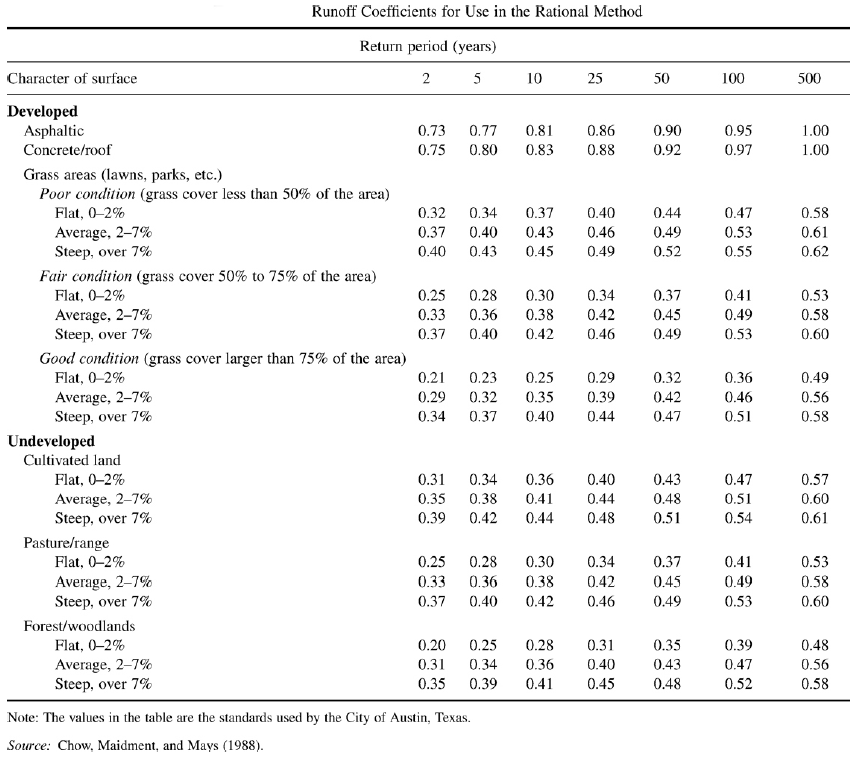 Runoff Coefficients for Use in the Rational Method
Return period (years)
Character of surface 2 5 10 25 50 100 500
Developed
Asphaltic 0.73 0.77 0.81 0.86 0.90 0.95 1.00
Concrete/roof 0.75 0.80 0.83 0.88 0.92 0.97 1.00
Grass areas (lawns, parks, etc.)
Poor condition (grass cover less than 50% of the area)
Flat, 0–2% 0.32 0.34 0.37 0.40 0.44 0.47 0.58
Average, 2–7% 0.37 0.40 0.43 0.46 0.49 0.53 0.61
Steep, over 7% 0.40 0.43 0.45 0.49 0.52 0.55 0.62
Fair condition (grass cover 50% to 75% of the area)
Flat, 0–2% 0.25 0.28 0.30 0.34 0.37 0.41 0.53
Average, 2–7% 0.33 0.36 0.38 0.42 0.45 0.49 0.58
Steep, over 7% 0.37 0.40 0.42 0.46 0.49 0.53 0.60
Good condition (grass cover larger than 75% of the area)
Flat, 0–2% 0.21 0.23 0.25 0.29 0.32 0.36 0.49
Average, 2–7% 0.29 0.32 0.35 0.39 0.42 0.46 0.56
Steep, over 7% 0.34 0.37 0.40 0.44 0.47 0.51 0.58
Undeveloped
Cultivated land
Flat, 0–2% 0.31 0.34 0.36 0.40 0.43 0.47 0.57
Average, 2–7% 0.35 0.38 0.41 0.44 0.48 0.51 0.60
Steep, over 7% 0.39 0.42 0.44 0.48 0.51 0.54 0.61
Pasture/range
Flat, 0–2% 0.25 0.28 0.30 0.34 0.37 0.41 0.53
Average, 2–7% 0.33 0.36 0.38 0.42 0.45 0.49 0.58
Steep, over 7% 0.37 0.40 0.42 0.46 0.49 0.53 0.60
Forest/woodlands
Flat, 0–2% 0.20 0.25 0.28 0.31 0.35 0.39 0.48
Average, 2–7% 0.31 0.34 0.36 0.40 0.43 0.47 0.56
Steep, over 7% 0.35 0.39 0.41 0.45 0.48 0.52 0.58
Note: The values in the table are the standards used by the City of Austin, Texas.
Source: Chow, Maidment, and Mays (1988).